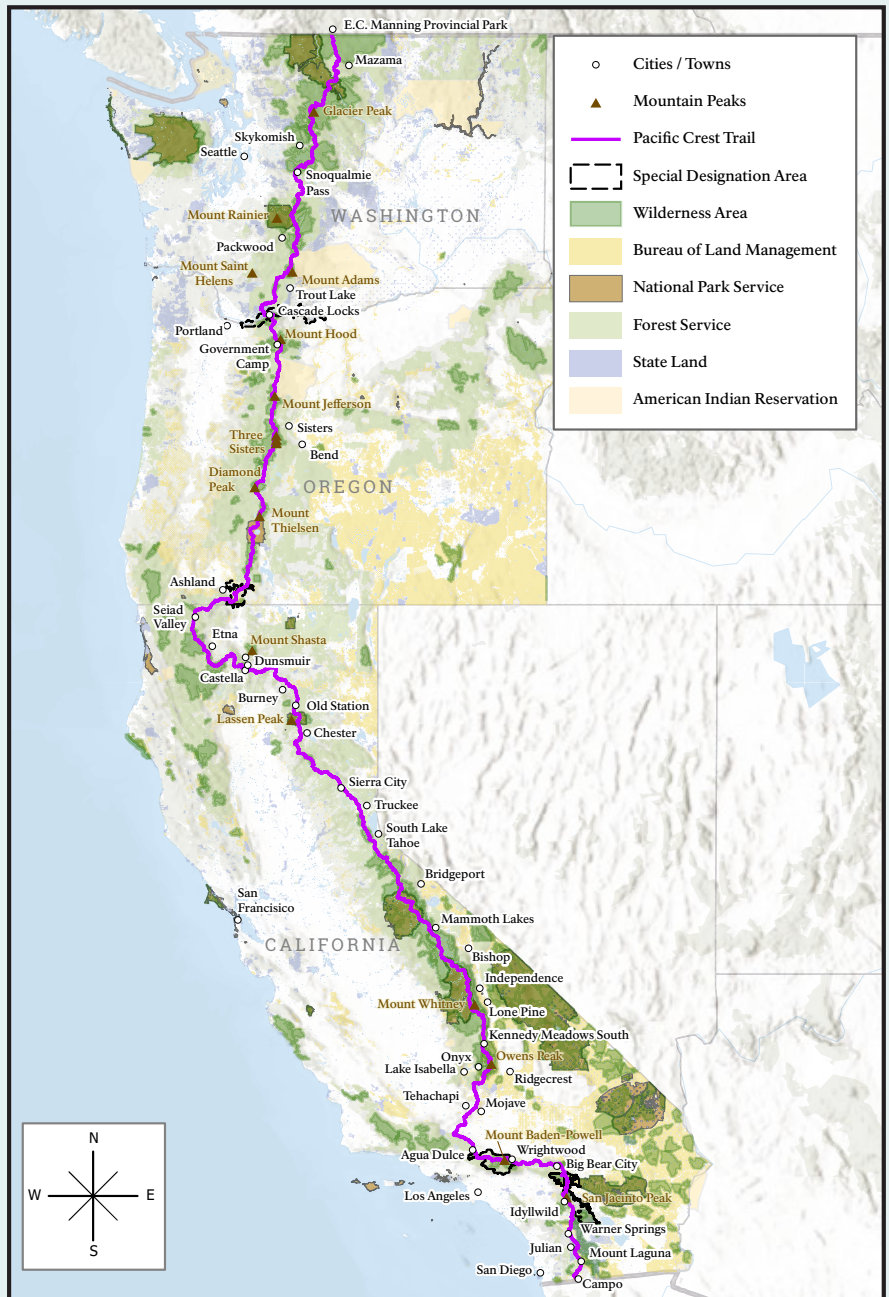 E.C. Manning Provincial Park
Mazama
Glacier Peak
Skykomish
Seattle
Snoqualmie
Pass
Mount Rainier
WASHINGTON
Packwood
Mount Saint
Helens
Mount Adams
Trout Lake
Cascade Locks
Portland
Mount Hood
Government
Camp
Mount Jefferson
Sisters
Three
Sisters
Bend
Diamond
Peak
OREGON
Mount
Thielsen
Ashland
Seiad
Valley
Etna
Mount Shasta
Dunsmuir
Castella
Burney
Old Station
Lassen Peak
Chester
Sierra City
Truckee
South Lake
Tahoe
Bridgeport
San
Francisico
Mammoth Lakes
CALIFORNIA
Bishop
Independence
Mount Whitney
Lone Pine
Kennedy Meadows South
Onyx
Owens Peak
Lake Isabella
Ridgecrest
Tehachapi
Mojave
Mount Baden-Powell
Agua Dulce
Wrightwood
Big Bear City
Los Angeles
San Jacinto Peak
Idyllwild
Warner Springs
Julian
Mount Laguna
San Diego
Campo
Cities / Towns
Mountain Peaks
Pacific Crest Trail
Special Designation Area
Wilderness Area
Bureau of Land Management
National Park Service
Forest Service
State Land
American Indian Reservation
N
W
E
S